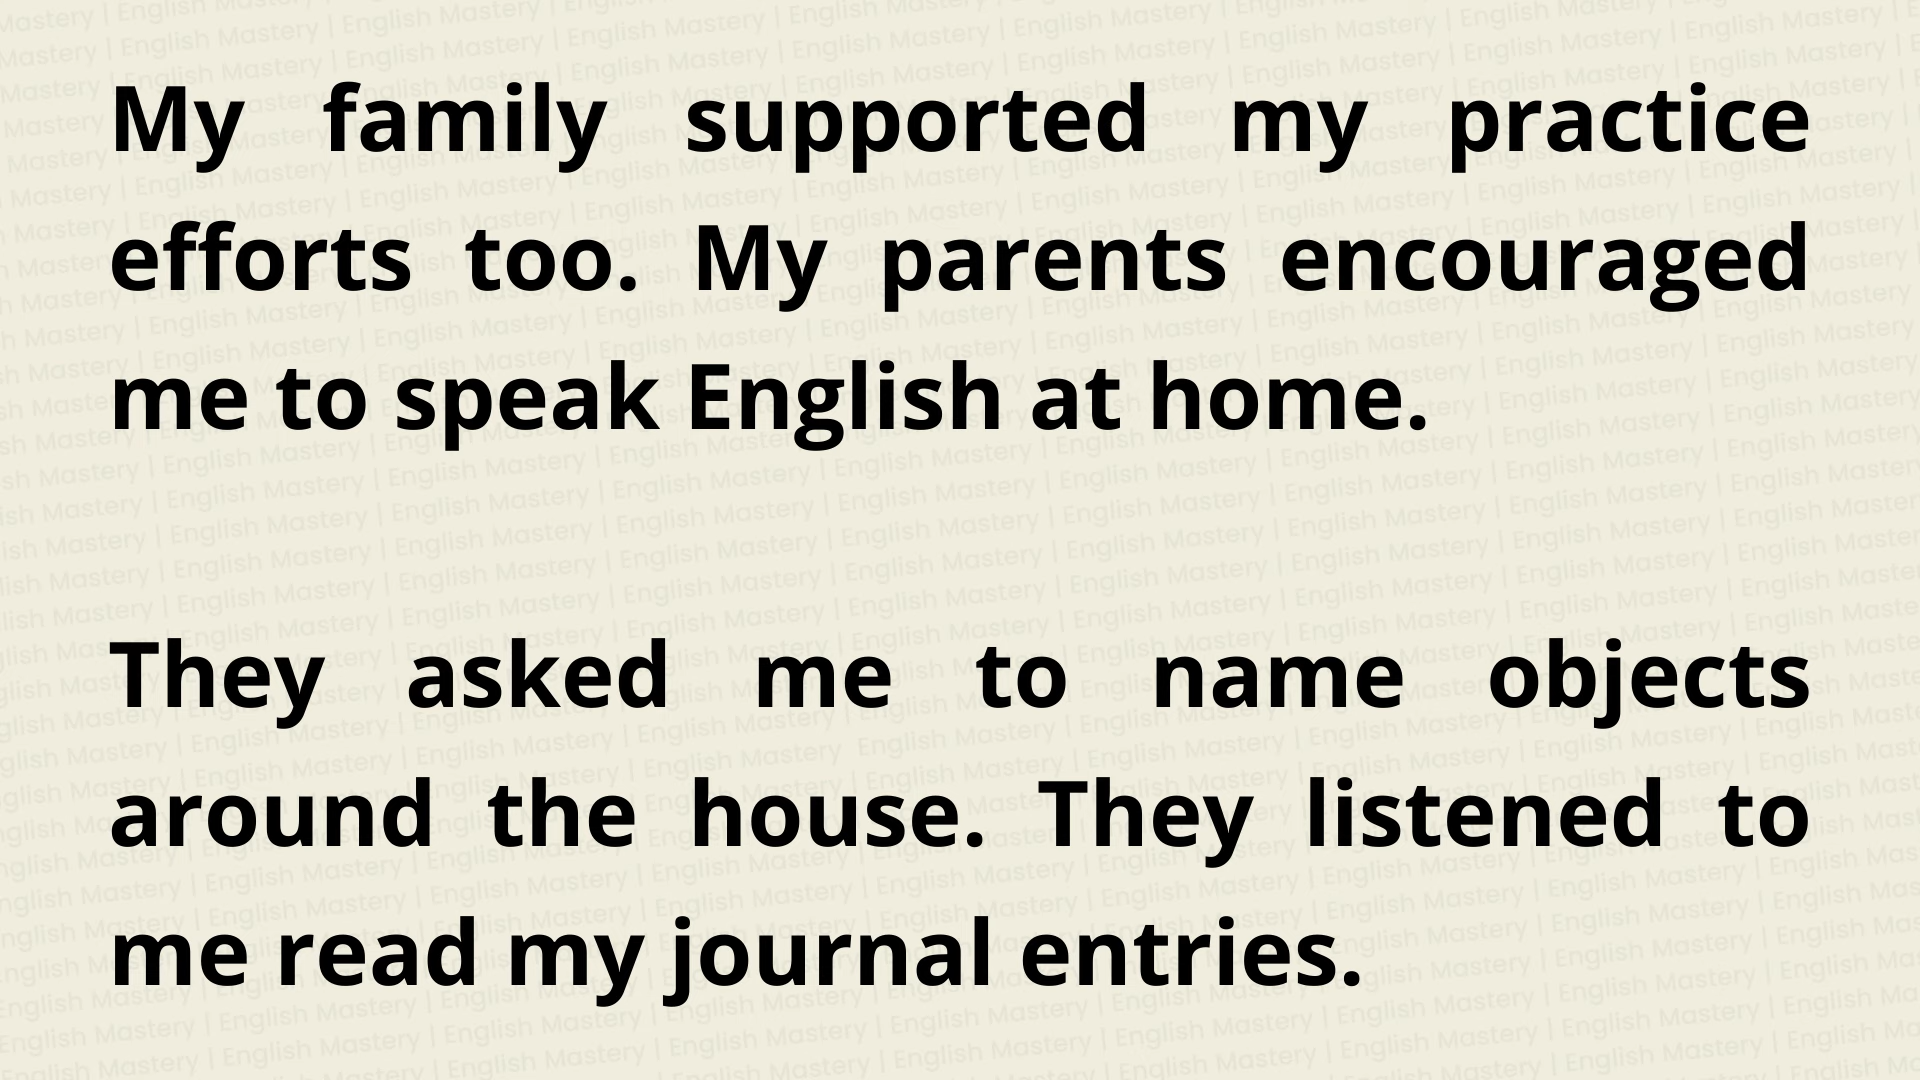 My family supported my practice
efforts too. My parents encouraged
me to speak English at home.
They asked me to name objects
around the house. They listened to
me read my journal entries.